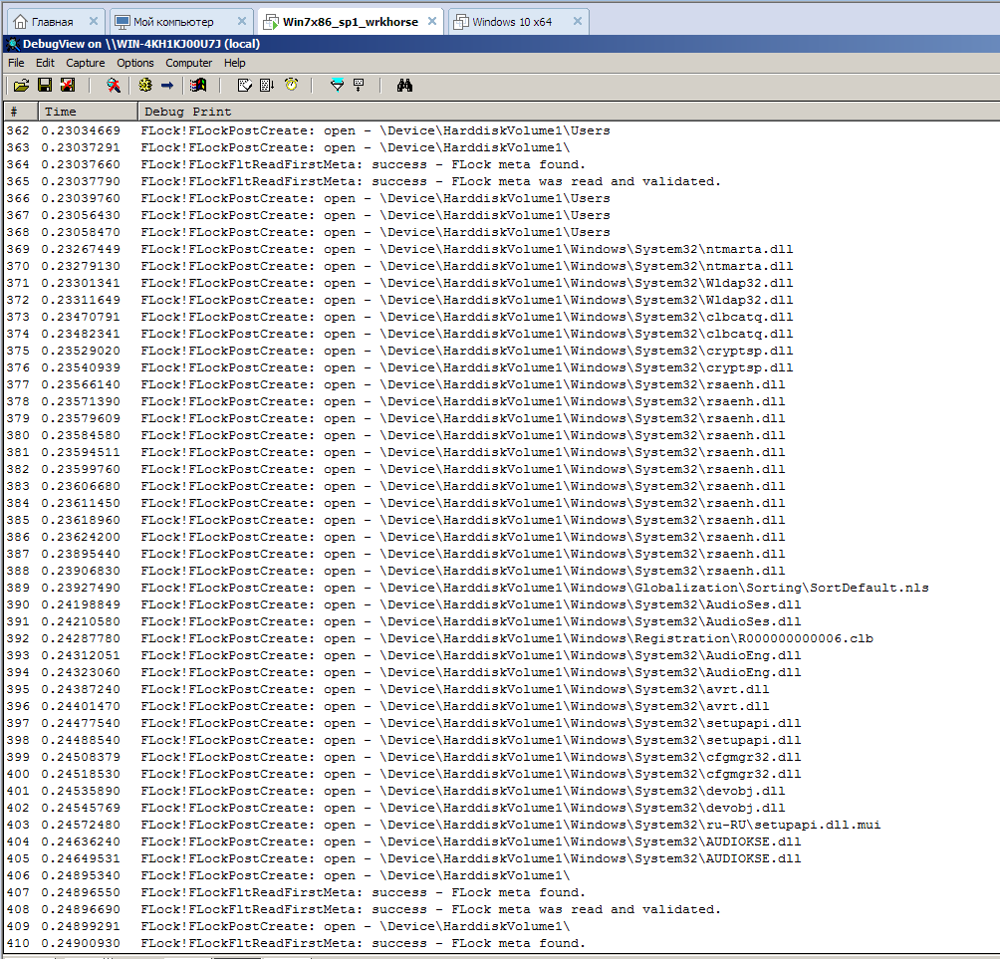 Главная Мой компьютер Win7x86_sp1_wrkhorse Windows 10 x64
DebugView on \\WIN-4KH1KJ00U7J (local)
File Edit Capture Options Computer Help
# Time Debug Print
362 0.23034669 FLock!FLockPostCreate: open - \Device\HarddiskVolume1\Users
363 0.23037291 FLock!FLockPostCreate: open - \Device\HarddiskVolume1\
364 0.23037660 FLock!FLockFltReadFirstMeta: success - FLock meta found.
365 0.23037790 FLock!FLockFltReadFirstMeta: success - FLock meta was read and validated.
366 0.23039760 FLock!FLockPostCreate: open - \Device\HarddiskVolume1\Users
367 0.23056430 FLock!FLockPostCreate: open - \Device\HarddiskVolume1\Users
368 0.23058470 FLock!FLockPostCreate: open - \Device\HarddiskVolume1\Users
369 0.23267449 FLock!FLockPostCreate: open - \Device\HarddiskVolume1\Windows\System32\ntmarta.dll
370 0.23279130 FLock!FLockPostCreate: open - \Device\HarddiskVolume1\Windows\System32\ntmarta.dll
371 0.23301341 FLock!FLockPostCreate: open - \Device\HarddiskVolume1\Windows\System32\Wldap32.dll
372 0.23311649 FLock!FLockPostCreate: open - \Device\HarddiskVolume1\Windows\System32\Wldap32.dll
373 0.23470791 FLock!FLockPostCreate: open - \Device\HarddiskVolume1\Windows\System32\clbcatq.dll
374 0.23482341 FLock!FLockPostCreate: open - \Device\HarddiskVolume1\Windows\System32\clbcatq.dll
375 0.23529020 FLock!FLockPostCreate: open - \Device\HarddiskVolume1\Windows\System32\cryptsp.dll
376 0.23540939 FLock!FLockPostCreate: open - \Device\HarddiskVolume1\Windows\System32\cryptsp.dll
377 0.23566140 FLock!FLockPostCreate: open - \Device\HarddiskVolume1\Windows\System32\rsaenh.dll
378 0.23571390 FLock!FLockPostCreate: open - \Device\HarddiskVolume1\Windows\System32\rsaenh.dll
379 0.23579609 FLock!FLockPostCreate: open - \Device\HarddiskVolume1\Windows\System32\rsaenh.dll
380 0.23584580 FLock!FLockPostCreate: open - \Device\HarddiskVolume1\Windows\System32\rsaenh.dll
381 0.23594511 FLock!FLockPostCreate: open - \Device\HarddiskVolume1\Windows\System32\rsaenh.dll
382 0.23599760 FLock!FLockPostCreate: open - \Device\HarddiskVolume1\Windows\System32\rsaenh.dll
383 0.23606680 FLock!FLockPostCreate: open - \Device\HarddiskVolume1\Windows\System32\rsaenh.dll
384 0.23611450 FLock!FLockPostCreate: open - \Device\HarddiskVolume1\Windows\System32\rsaenh.dll
385 0.23618960 FLock!FLockPostCreate: open - \Device\HarddiskVolume1\Windows\System32\rsaenh.dll
386 0.23624200 FLock!FLockPostCreate: open - \Device\HarddiskVolume1\Windows\System32\rsaenh.dll
387 0.23895440 FLock!FLockPostCreate: open - \Device\HarddiskVolume1\Windows\System32\rsaenh.dll
388 0.23906830 FLock!FLockPostCreate: open - \Device\HarddiskVolume1\Windows\System32\rsaenh.dll
389 0.23927490 FLock!FLockPostCreate: open - \Device\HarddiskVolume1\Windows\Globalization\Sorting\SortDefault.nls
390 0.24198849 FLock!FLockPostCreate: open - \Device\HarddiskVolume1\Windows\System32\AudioSes.dll
391 0.24210580 FLock!FLockPostCreate: open - \Device\HarddiskVolume1\Windows\System32\AudioSes.dll
392 0.24287780 FLock!FLockPostCreate: open - \Device\HarddiskVolume1\Windows\Registration\R000000000006.clb
393 0.24312051 FLock!FLockPostCreate: open - \Device\HarddiskVolume1\Windows\System32\AudioEng.dll
394 0.24323060 FLock!FLockPostCreate: open - \Device\HarddiskVolume1\Windows\System32\AudioEng.dll
395 0.24387240 FLock!FLockPostCreate: open - \Device\HarddiskVolume1\Windows\System32\avrt.dll
396 0.24401470 FLock!FLockPostCreate: open - \Device\HarddiskVolume1\Windows\System32\avrt.dll
397 0.24477540 FLock!FLockPostCreate: open - \Device\HarddiskVolume1\Windows\System32\setupapi.dll
398 0.24488540 FLock!FLockPostCreate: open - \Device\HarddiskVolume1\Windows\System32\setupapi.dll
399 0.24508379 FLock!FLockPostCreate: open - \Device\HarddiskVolume1\Windows\System32\cfgmgr32.dll
400 0.24518530 FLock!FLockPostCreate: open - \Device\HarddiskVolume1\Windows\System32\cfgmgr32.dll
401 0.24535890 FLock!FLockPostCreate: open - \Device\HarddiskVolume1\Windows\System32\devobj.dll
402 0.24545769 FLock!FLockPostCreate: open - \Device\HarddiskVolume1\Windows\System32\devobj.dll
403 0.24572480 FLock!FLockPostCreate: open - \Device\HarddiskVolume1\Windows\System32\ru-RU\setupapi.dll.mui
404 0.24636240 FLock!FLockPostCreate: open - \Device\HarddiskVolume1\Windows\System32\AUDIOKSE.dll
405 0.24649531 FLock!FLockPostCreate: open - \Device\HarddiskVolume1\Windows\System32\AUDIOKSE.dll
406 0.24895340 FLock!FLockPostCreate: open - \Device\HarddiskVolume1\
407 0.24896550 FLock!FLockFltReadFirstMeta: success - FLock meta found.
408 0.24896690 FLock!FLockFltReadFirstMeta: success - FLock meta was read and validated.
409 0.24899291 FLock!FLockPostCreate: open - \Device\HarddiskVolume1\
410 0.24900930 FLock!FLockFltReadFirstMeta: success - FLock meta found.